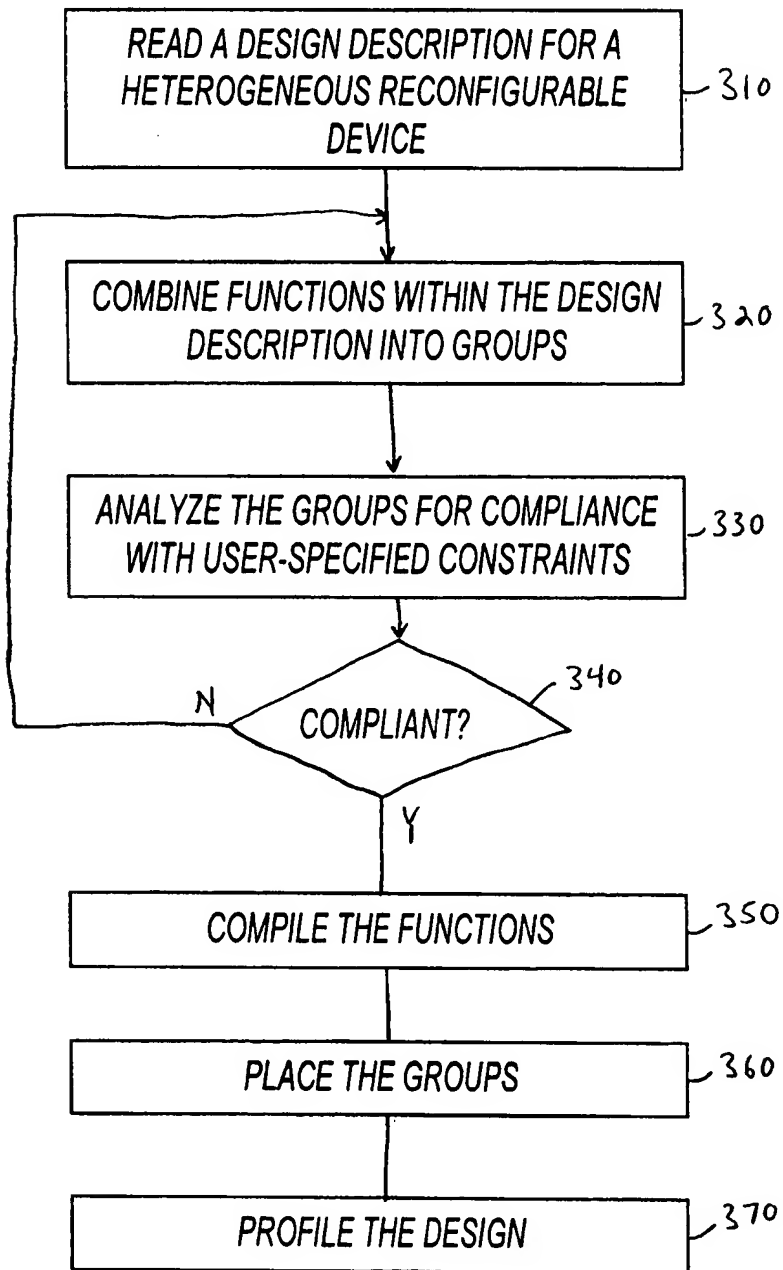 READ A DESIGN DESCRIPTION FOR A
HETEROGENEOUS RECONFIGURABLE
DEVICE
310
COMBINE FUNCTIONS WITHIN THE DESIGN
DESCRIPTION INTO GROUPS
320
ANALYZE THE GROUPS FOR COMPLIANCE
WITH USER-SPECIFIED CONSTRAINTS
330
340
N
COMPLIANT?
Y
COMPILE THE FUNCTIONS
350
PLACE THE GROUPS
360
PROFILE THE DESIGN
370